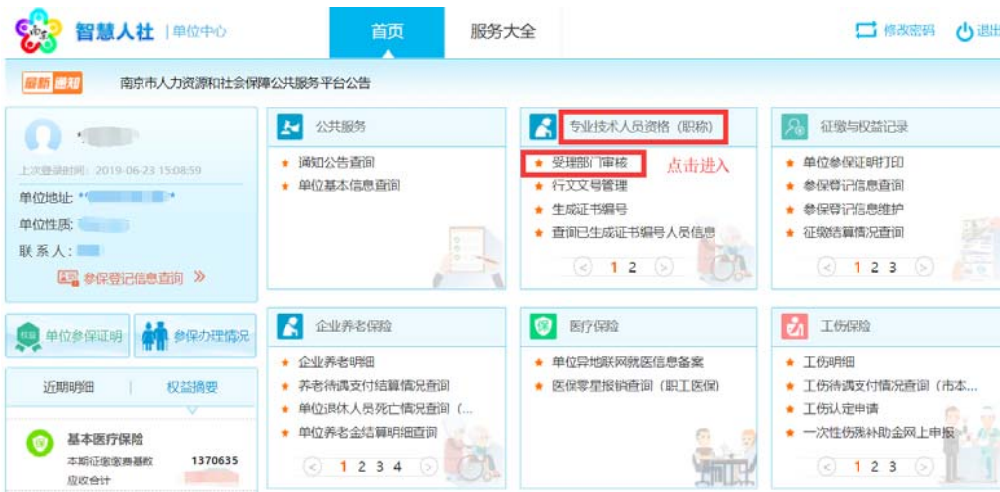 智慧人社 | 单位中心
首页
服务大全
修改密码
退出
最新 通知
南京市人力资源和社会保障公共服务平台公告
上次登录时间: 2019-06-23 15:08:59
单位地址:
单位性质:
联系人:
参保登记信息查询 »
单位参保证明
参保办理情况
近期明细 | 权益摘要
基本医疗保险
本期征缴缴费基数 1370635
应收合计
公共服务
通知公告查询
单位基本信息查询
专业技术人员资格（职称）
受理部门审核
点击进入
行文文号管理
生成证书编号
查询已生成证书编号人员信息
1 2
征缴与权益记录
单位参保证明打印
参保登记信息查询
参保登记信息维护
征缴结算情况查询
1 2 3
企业养老保险
企业养老明细
养老待遇支付结算情况查询
单位退休人员死亡情况查询（...
单位养老金结算明细查询
1 2 3 4
医疗保险
单位异地联网就医信息备案
医保零星报销查询（职工医保）
工伤保险
工伤明细
工伤待遇支付情况查询（市本...
工伤认定申请
一次性伤残补助金网上申报
1 2 3